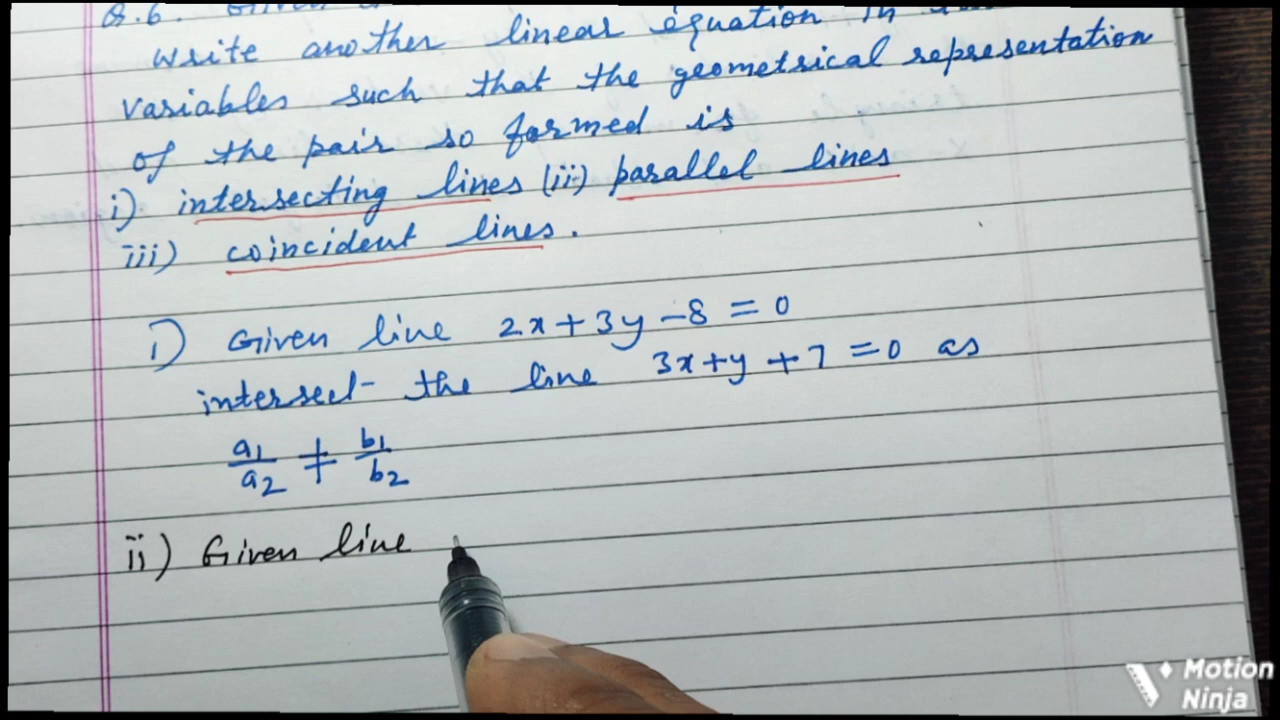 Q.6. Given
Write another linear equation in
variables such that the geometrical representation
of the pair so formed is
i) intersecting lines (ii) parallel lines
iii) coincident lines.
i) Given line 2x+3y-8=0
intersect the line 3x+y+7=0 as
a1/a2 ≠ b1/b2
ii) Given line
Motion
Ninja